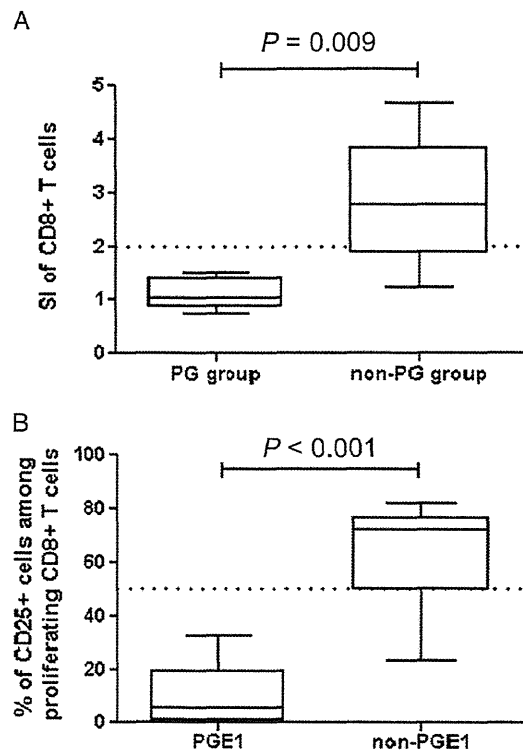 A
P = 0.009
SI of CD8+ T cells
5
4
3
2
1
0
PG group
non-PG group
B
P < 0.001
% of CD25+ cells among
proliferating CD8+ T cells
100
80
60
40
20
0
PGE1
non-PGE1